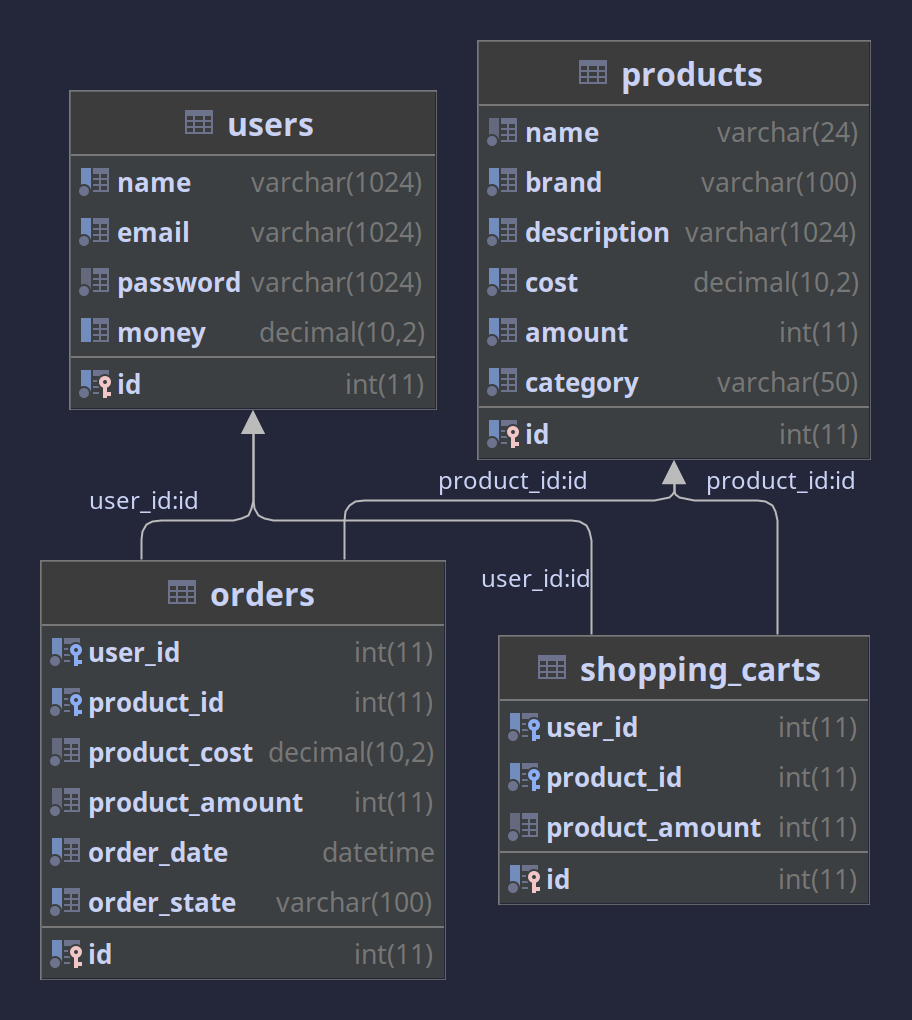 users
name varchar(1024)
email varchar(1024)
password varchar(1024)
money decimal(10,2)
id int(11)
products
name varchar(24)
brand varchar(100)
description varchar(1024)
cost decimal(10,2)
amount int(11)
category varchar(50)
id int(11)
user_id:id
product_id:id
product_id:id
user_id:id
orders
user_id int(11)
product_id int(11)
product_cost decimal(10,2)
product_amount int(11)
order_date datetime
order_state varchar(100)
id int(11)
shopping_carts
user_id int(11)
product_id int(11)
product_amount int(11)
id int(11)